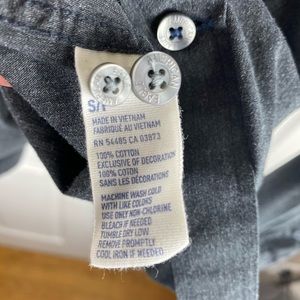 AMERICAN EAGLE
S/P
MADE IN VIETNAM
FABRIQUÉ AU VIETNAM
RN 54485 CA 03873
100% COTTON
EXCLUSIVE OF DECORATION
100% COTON
SANS LES DÉCORATIONS
MACHINE WASH COLD
WITH LIKE COLORS
USE ONLY NON-CHLORINE
BLEACH IF NEEDED
TUMBLE DRY LOW
REMOVE PROMPTLY
COOL IRON IF NEEDED